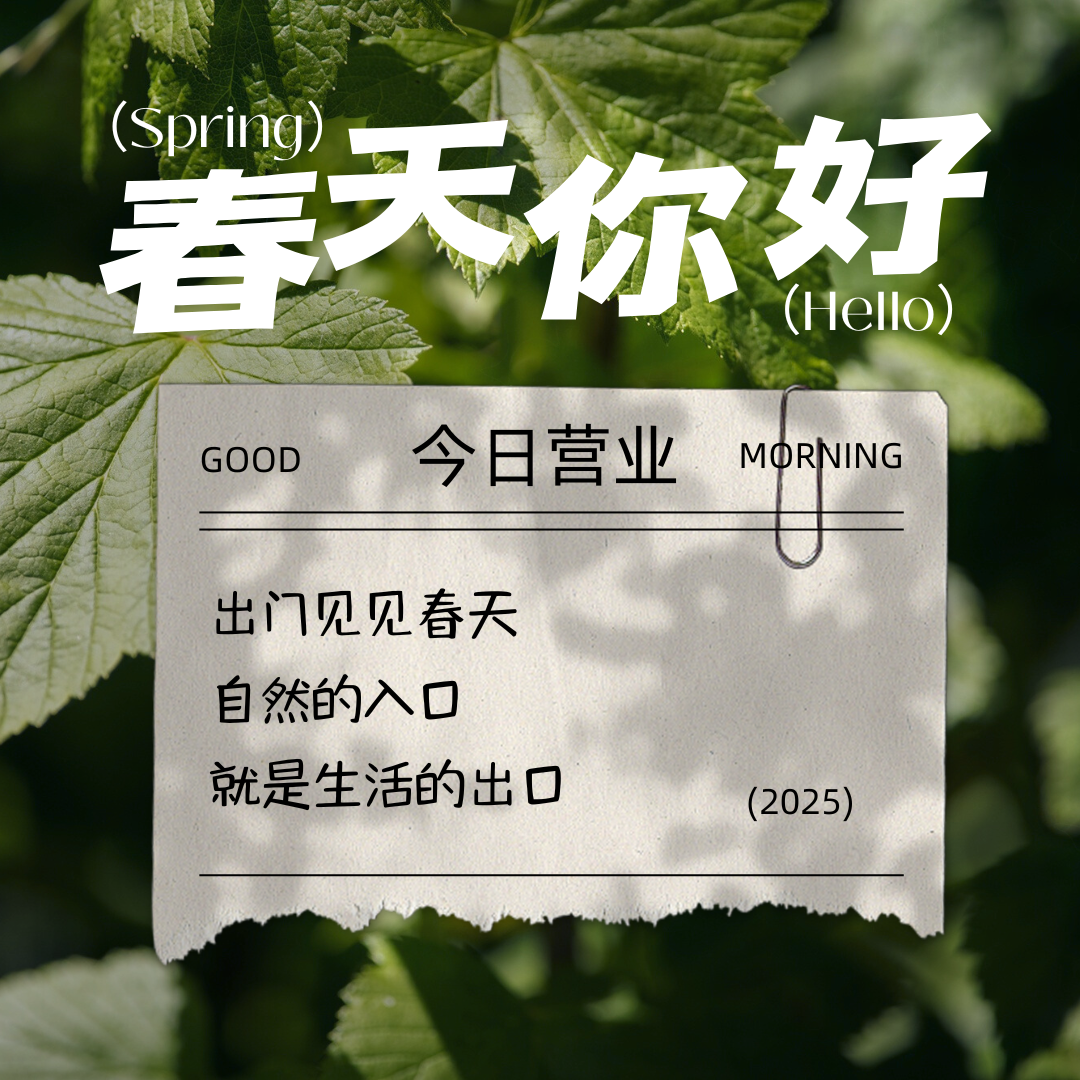 (Spring)
春天你好
(Hello)
GOOD 今日营业 MORNING
出门见见春天
自然的入口
就是生活的出口
(2025)